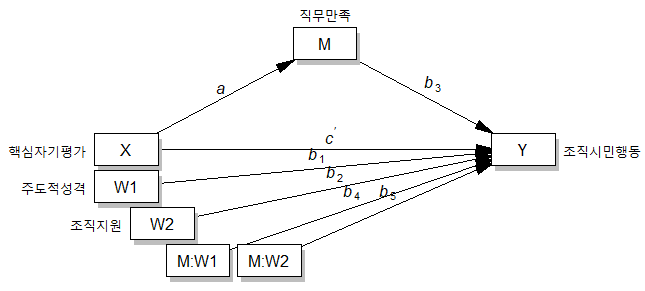 직무만족
M
a
b3
핵심자기평가 X c' Y 조직시민행동
b1
주도적성격 W1
b2
b4 b5
조직지원 W2
M:W1 M:W2